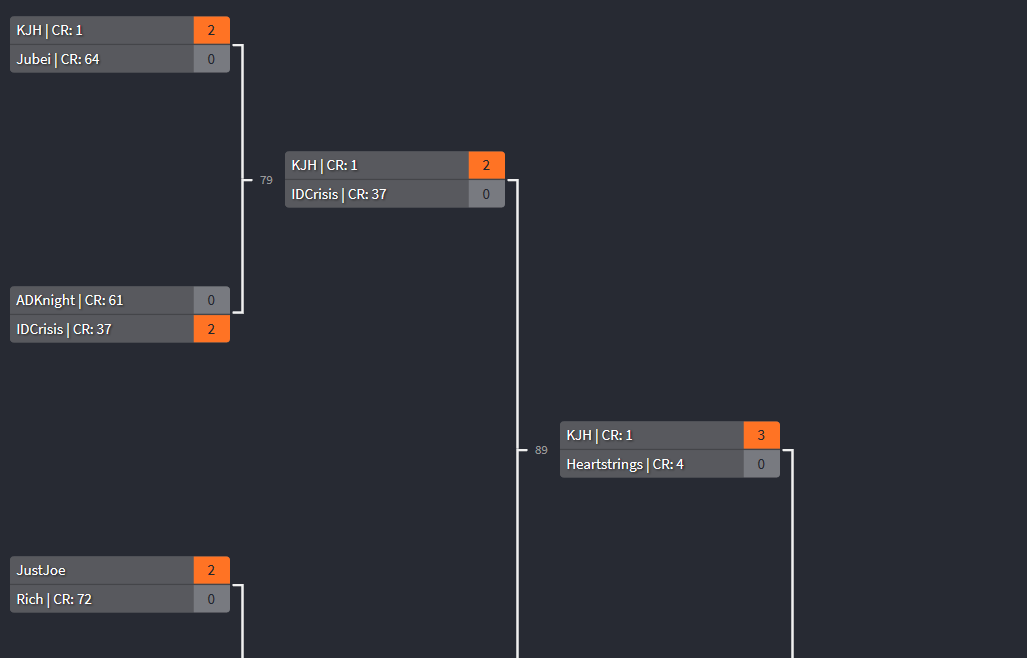 KJH | CR: 1 2
Jubei | CR: 64 0
79
KJH | CR: 1 2
IDCrisis | CR: 37 0
ADKnight | CR: 61 0
IDCrisis | CR: 37 2
89
KJH | CR: 1 3
Heartstrings | CR: 4 0
JustJoe 2
Rich | CR: 72 0